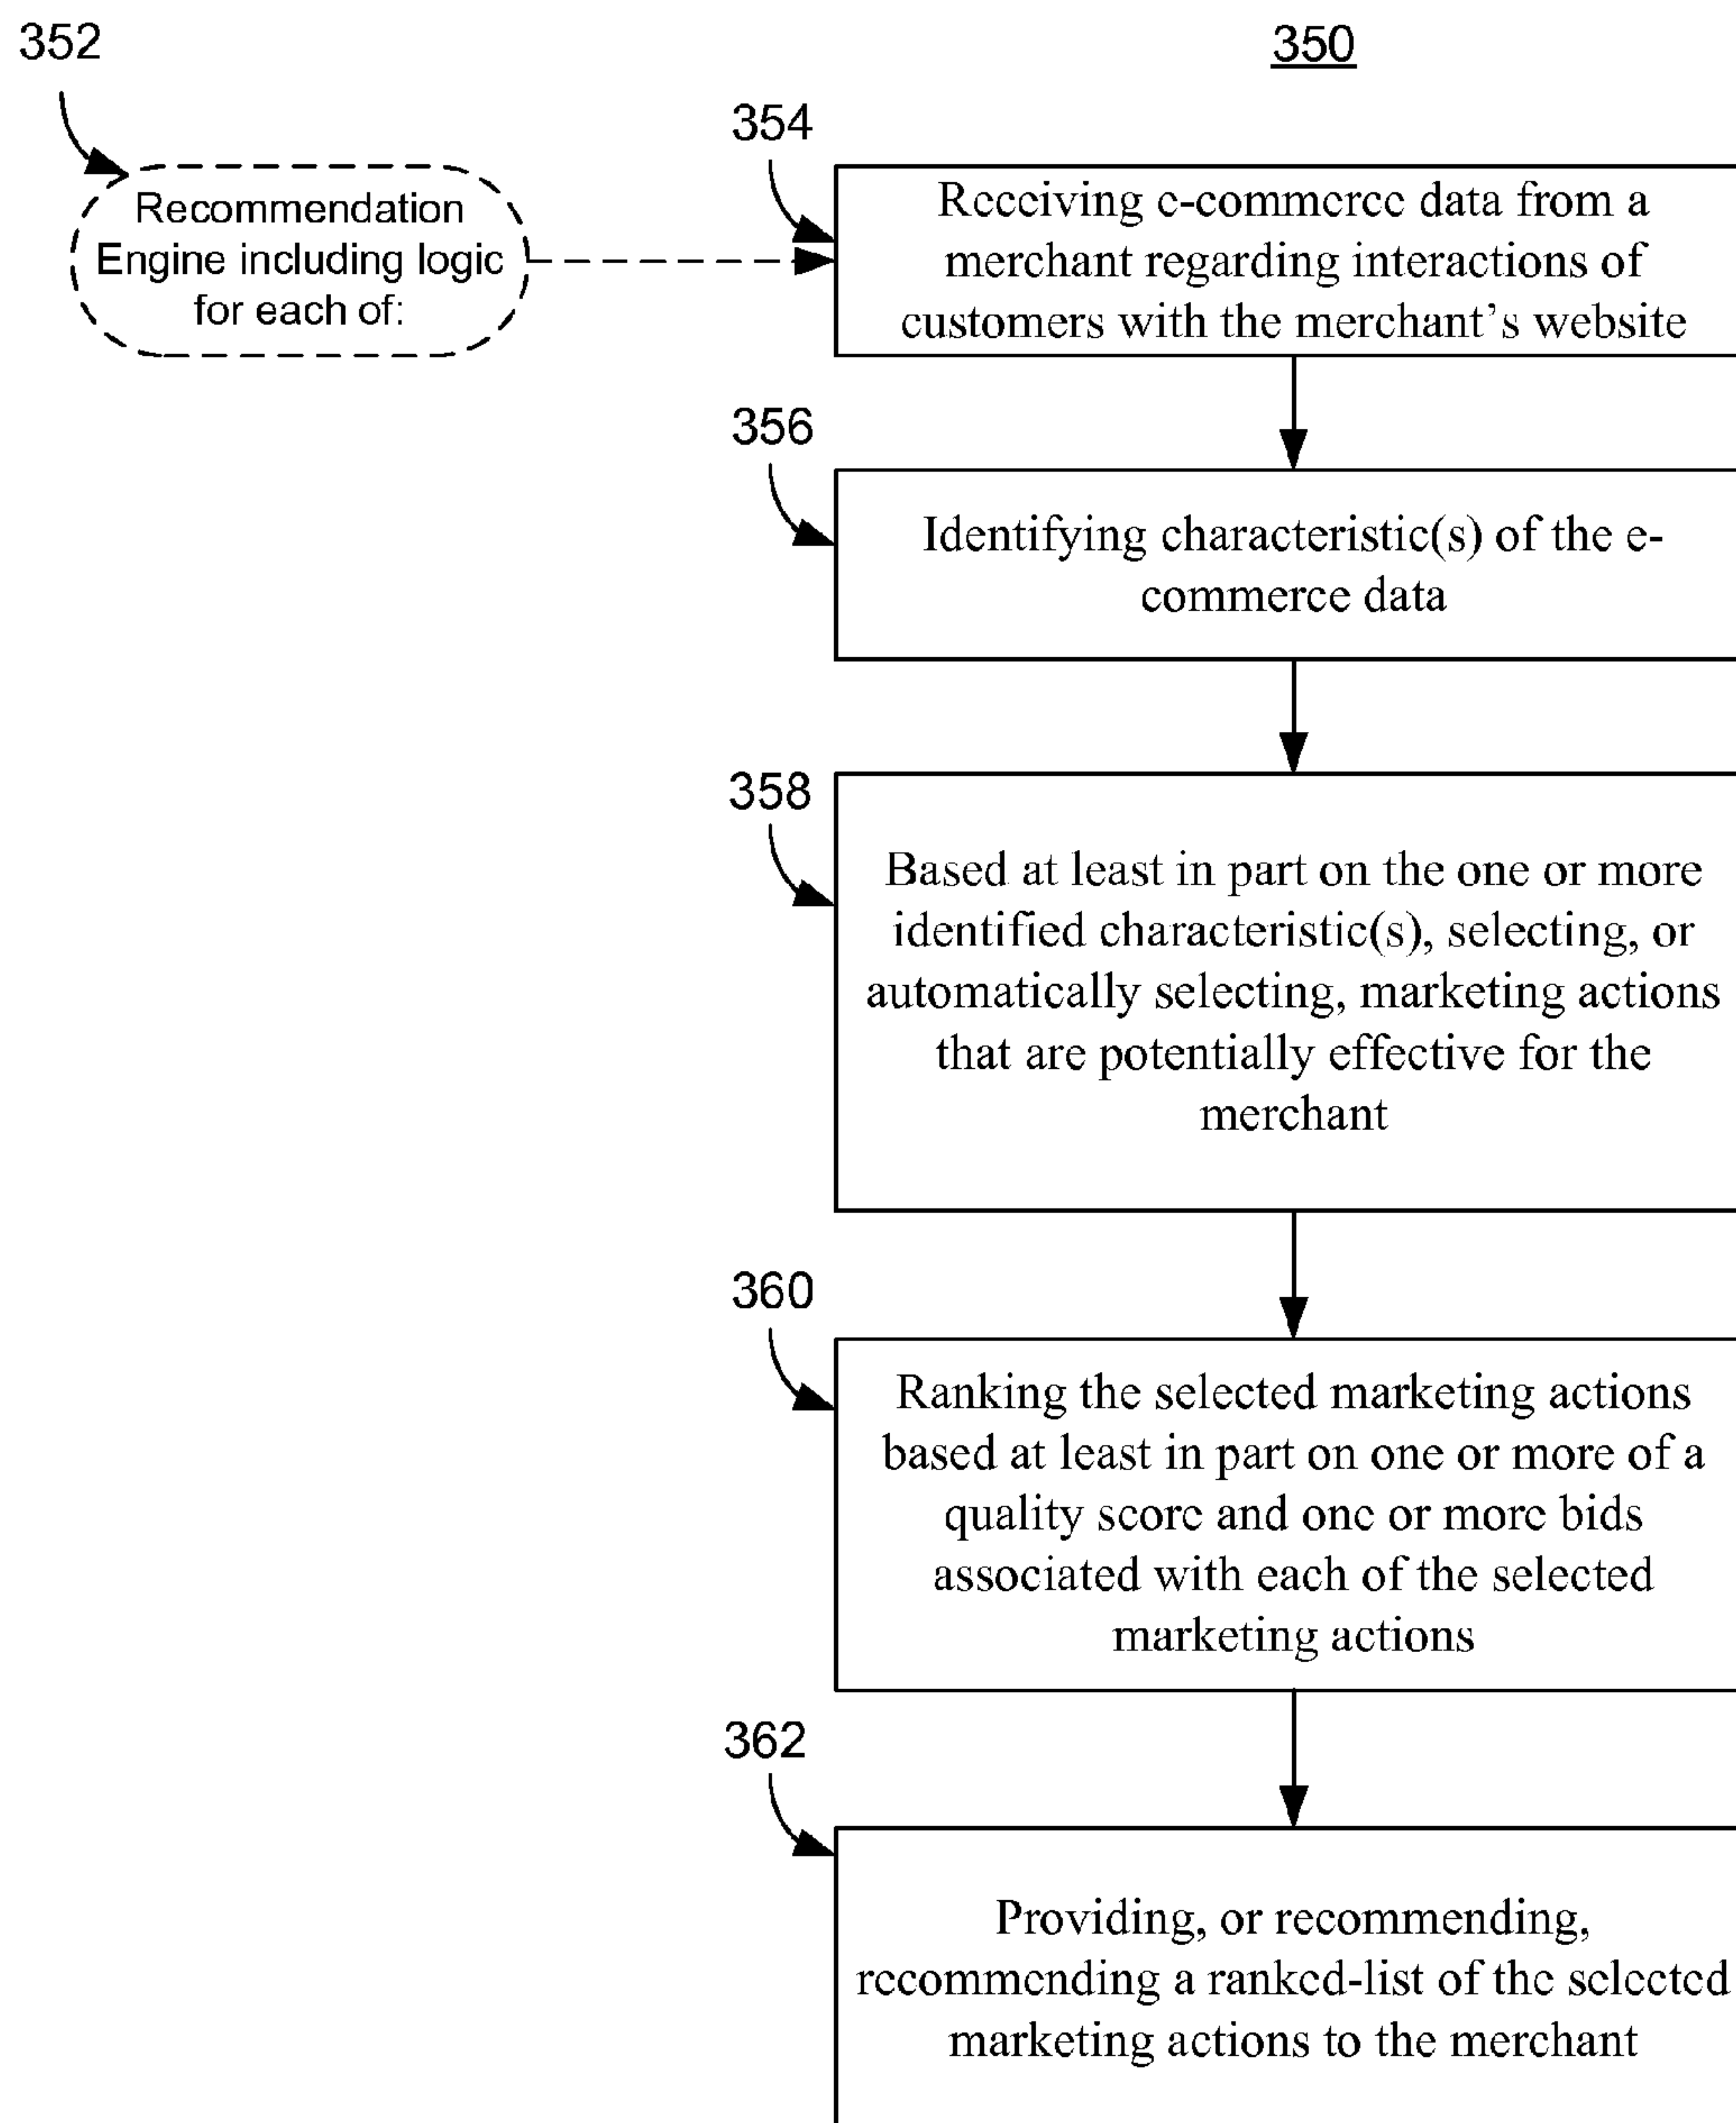 352
350
354
Recommendation
Engine including logic
for each of:
Receiving e-commerce data from a
merchant regarding interactions of
customers with the merchant's website
356
Identifying characteristic(s) of the e-
commerce data
358
Based at least in part on the one or more
identified characteristic(s), selecting, or
automatically selecting, marketing actions
that are potentially effective for the
merchant
360
Ranking the selected marketing actions
based at least in part on one or more of a
quality score and one or more bids
associated with each of the selected
marketing actions
362
Providing, or recommending,
recommending a ranked-list of the selected
marketing actions to the merchant